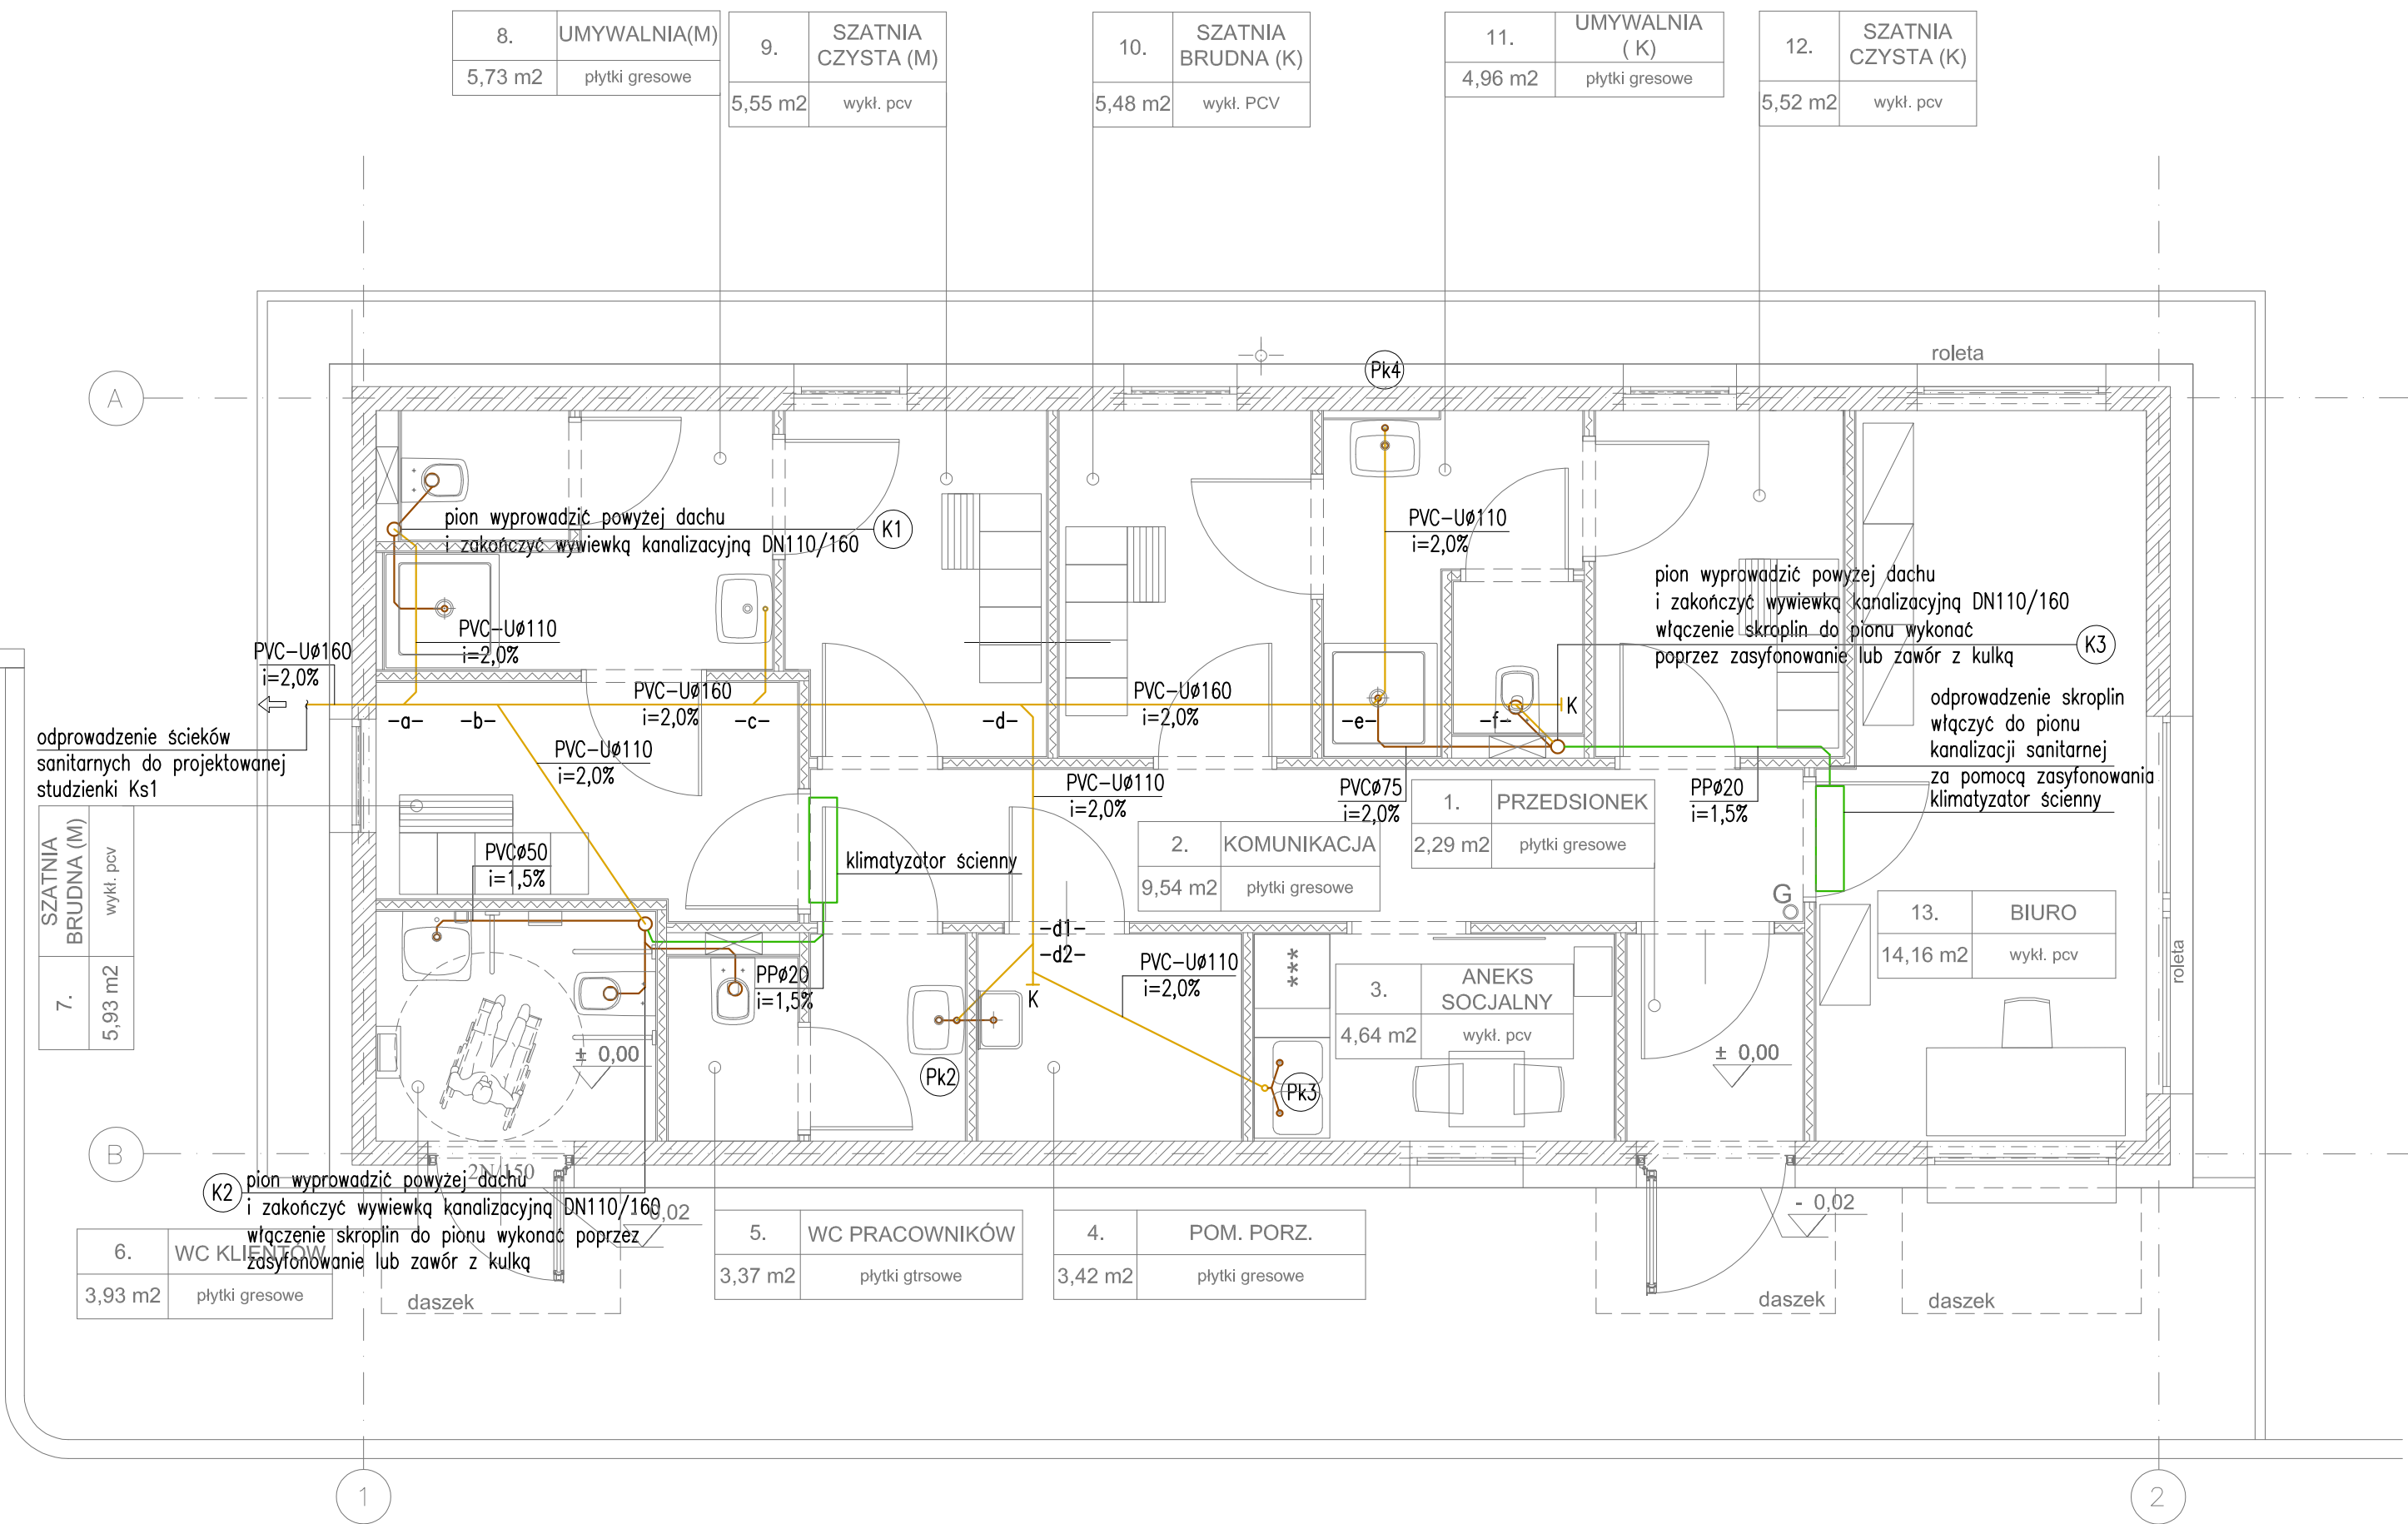 8.
UMYWALNIA(M)
5,73 m2
płytki gresowe
9.
SZATNIA
CZYSTA (M)
5,55 m2
wykł. pcv
10.
SZATNIA
BRUDNA (K)
5,48 m2
wykł. PCV
11.
UMYWALNIA
( K)
4,96 m2
płytki gresowe
12.
SZATNIA
CZYSTA (K)
5,52 m2
wykł. pcv
roleta
A
Pk4
pion wyprowadzić powyżej dachu
i zakończyć wywiewką kanalizacyjną DN110/160
K1
PVC-Uø110
i=2,0%
PVC-Uø110
i=2,0%
pion wyprowadzić powyżej dachu
i zakończyć wywiewką kanalizacyjną DN110/160
włączenie skroplin do pionu wykonać
poprzez zasyfonowanie lub zawór z kulką
K3
PVC-Uø160
i=2,0%
PVC-Uø160
i=2,0%
PVC-Uø160
i=2,0%
-a-
-b-
-c-
-d-
-e-
-f-
K
odprowadzenie skroplin
włączyć do pionu
kanalizacji sanitarnej
za pomocą zasyfonowania
klimatyzator ścienny
odprowadzenie ścieków
sanitarnych do projektowanej
studzienki Ks1
PVC-Uø110
i=2,0%
PVC-Uø110
i=2,0%
PVCø75
i=2,0%
PPø20
i=1,5%
1.
PRZEDSIONEK
2,29 m2
płytki gresowe
2.
KOMUNIKACJA
9,54 m2
płytki gresowe
7.
SZATNIA
BRUDNA (M)
5,93 m2
wykł. pcv
PVCø50
i=1,5%
klimatyzator ścienny
G
13.
BIURO
14,16 m2
wykł. pcv
roleta
-d1-
-d2-
K
PPø20
i=1,5%
PVC-Uø110
i=2,0%
***
3.
ANEKS
SOCJALNY
4,64 m2
wykł. pcv
± 0,00
± 0,00
Pk2
Pk3
B
2N/150
K2
pion wyprowadzić powyżej dachu
i zakończyć wywiewką kanalizacyjną DN110/160
włączenie skroplin do pionu wykonać poprzez
zasyfonowanie lub zawór z kulką
- 0,02
- 0,02
6.
WC KLIENTÓW
3,93 m2
płytki gresowe
5.
WC PRACOWNIKÓW
3,37 m2
płytki gtrsowe
4.
POM. PORZ.
3,42 m2
płytki gresowe
daszek
daszek
daszek
1
2